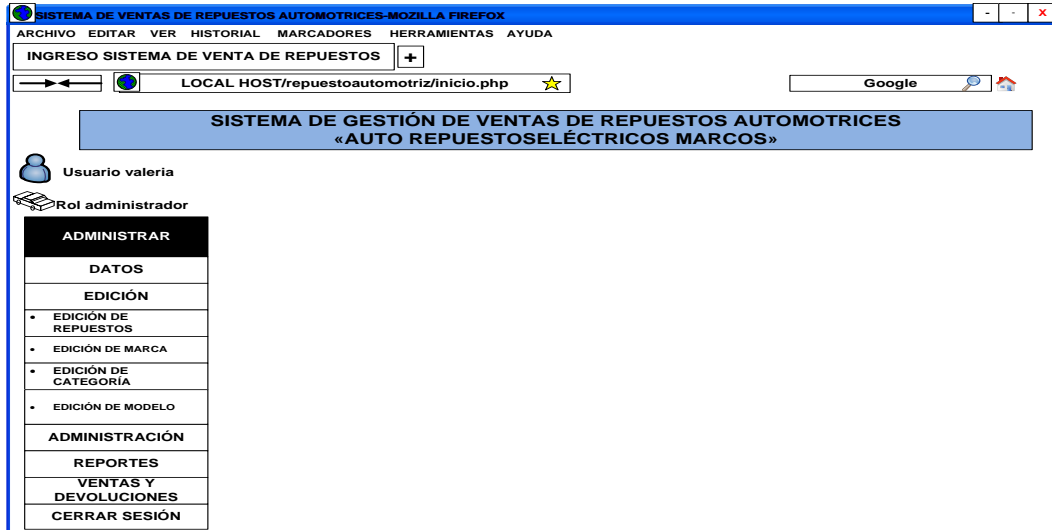 SISTEMA DE VENTAS DE REPUESTOS AUTOMOTRICES-MOZILLA FIREFOX
- - X
ARCHIVO EDITAR VER HISTORIAL MARCADORES HERRAMIENTAS AYUDA
INGRESO SISTEMA DE VENTA DE REPUESTOS +
LOCAL HOST/repuestoautomotriz/inicio.php
Google
SISTEMA DE GESTIÓN DE VENTAS DE REPUESTOS AUTOMOTRICES
«AUTO REPUESTOSELÉCTRICOS MARCOS»
Usuario valeria
Rol administrador
ADMINISTRAR
DATOS
EDICIÓN
• EDICIÓN DE
REPUESTOS
• EDICIÓN DE MARCA
• EDICIÓN DE
CATEGORÍA
• EDICIÓN DE MODELO
ADMINISTRACIÓN
REPORTES
VENTAS Y
DEVOLUCIONES
CERRAR SESIÓN